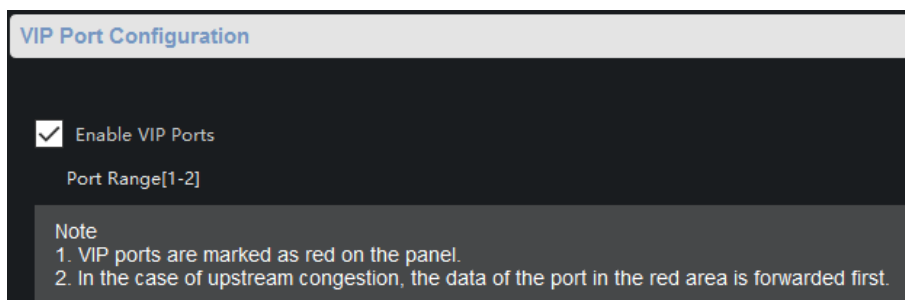 VIP Port Configuration
Enable VIP Ports
Port Range[1-2]
Note
1. VIP ports are marked as red on the panel.
2. In the case of upstream congestion, the data of the port in the red area is forwarded first.